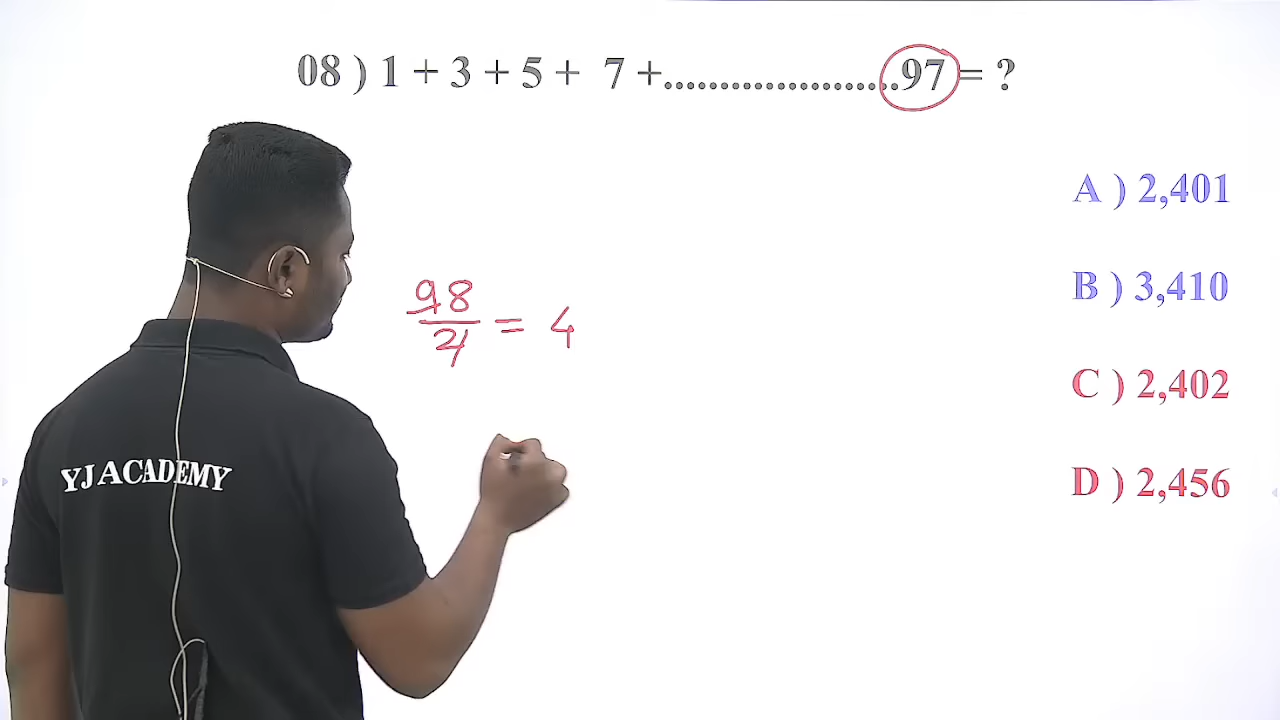 08 ) 1 + 3 + 5 + 7 +.....................97 = ?
A ) 2,401
B ) 3,410
C ) 2,402
D ) 2,456
98
2
= 4
YJ ACADEMY